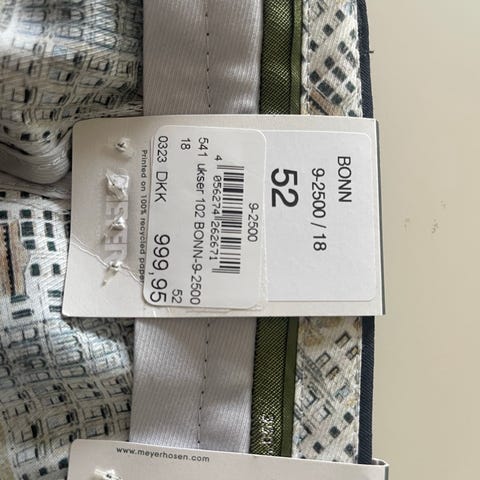 BONN
9-2500 / 18
52
9-2500
4 056274 262671
541 ukser 102 BONN-9-2500
18
52
0323 DKK 999,95
Printed on 100% recycled paper
www.meyerhosen.com